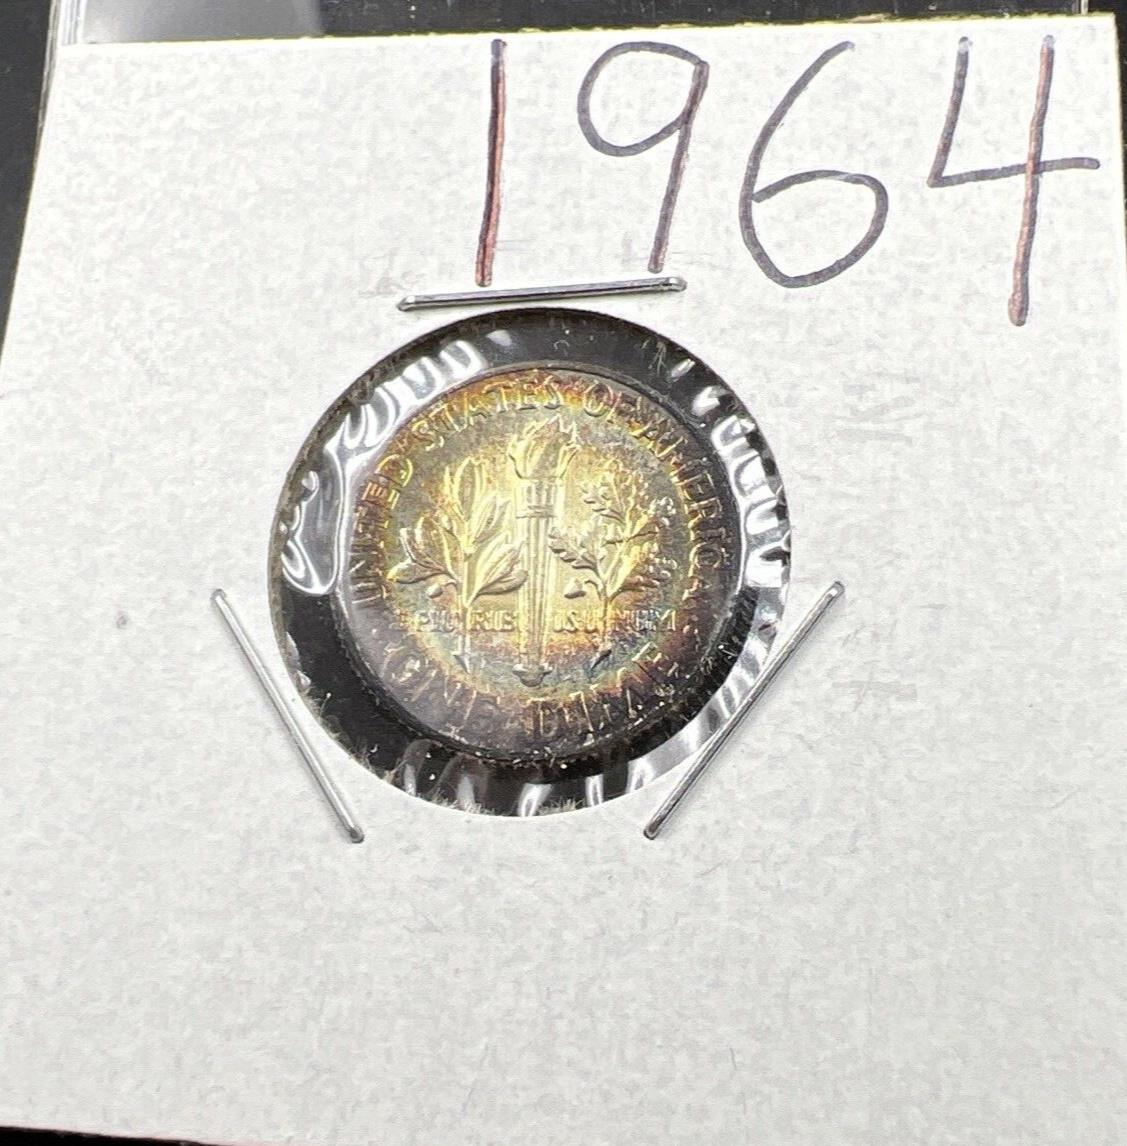 1964
UNITED STATES OF AMERICA
E PLURIBUS UNUM
ONE DIME